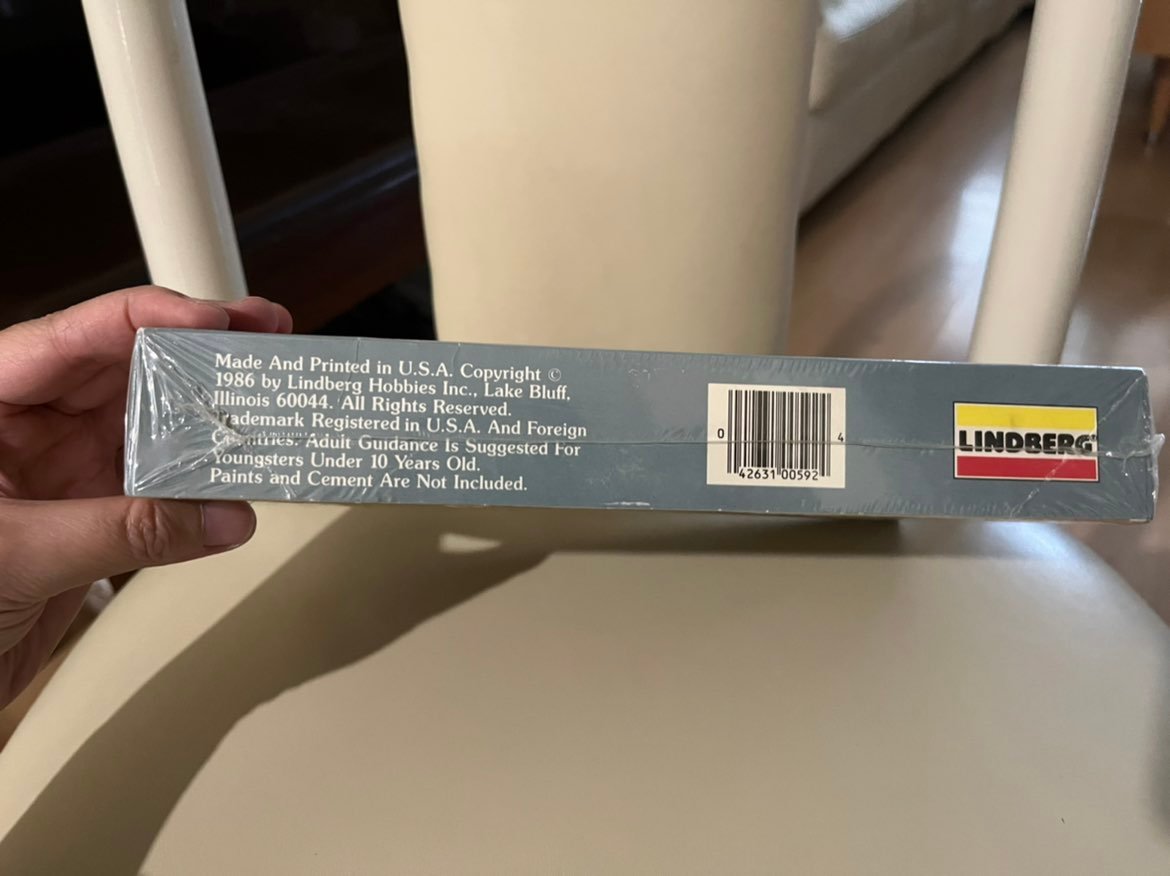 Made And Printed in U.S.A. Copyright ©
1986 by Lindberg Hobbies Inc., Lake Bluff,
Illinois 60044. All Rights Reserved.
Trademark Registered in U.S.A. And Foreign
Countries. Adult Guidance Is Suggested For
Youngsters Under 10 Years Old.
Paints and Cement Are Not Included.
0 42631 00592 4
LINDBERG®